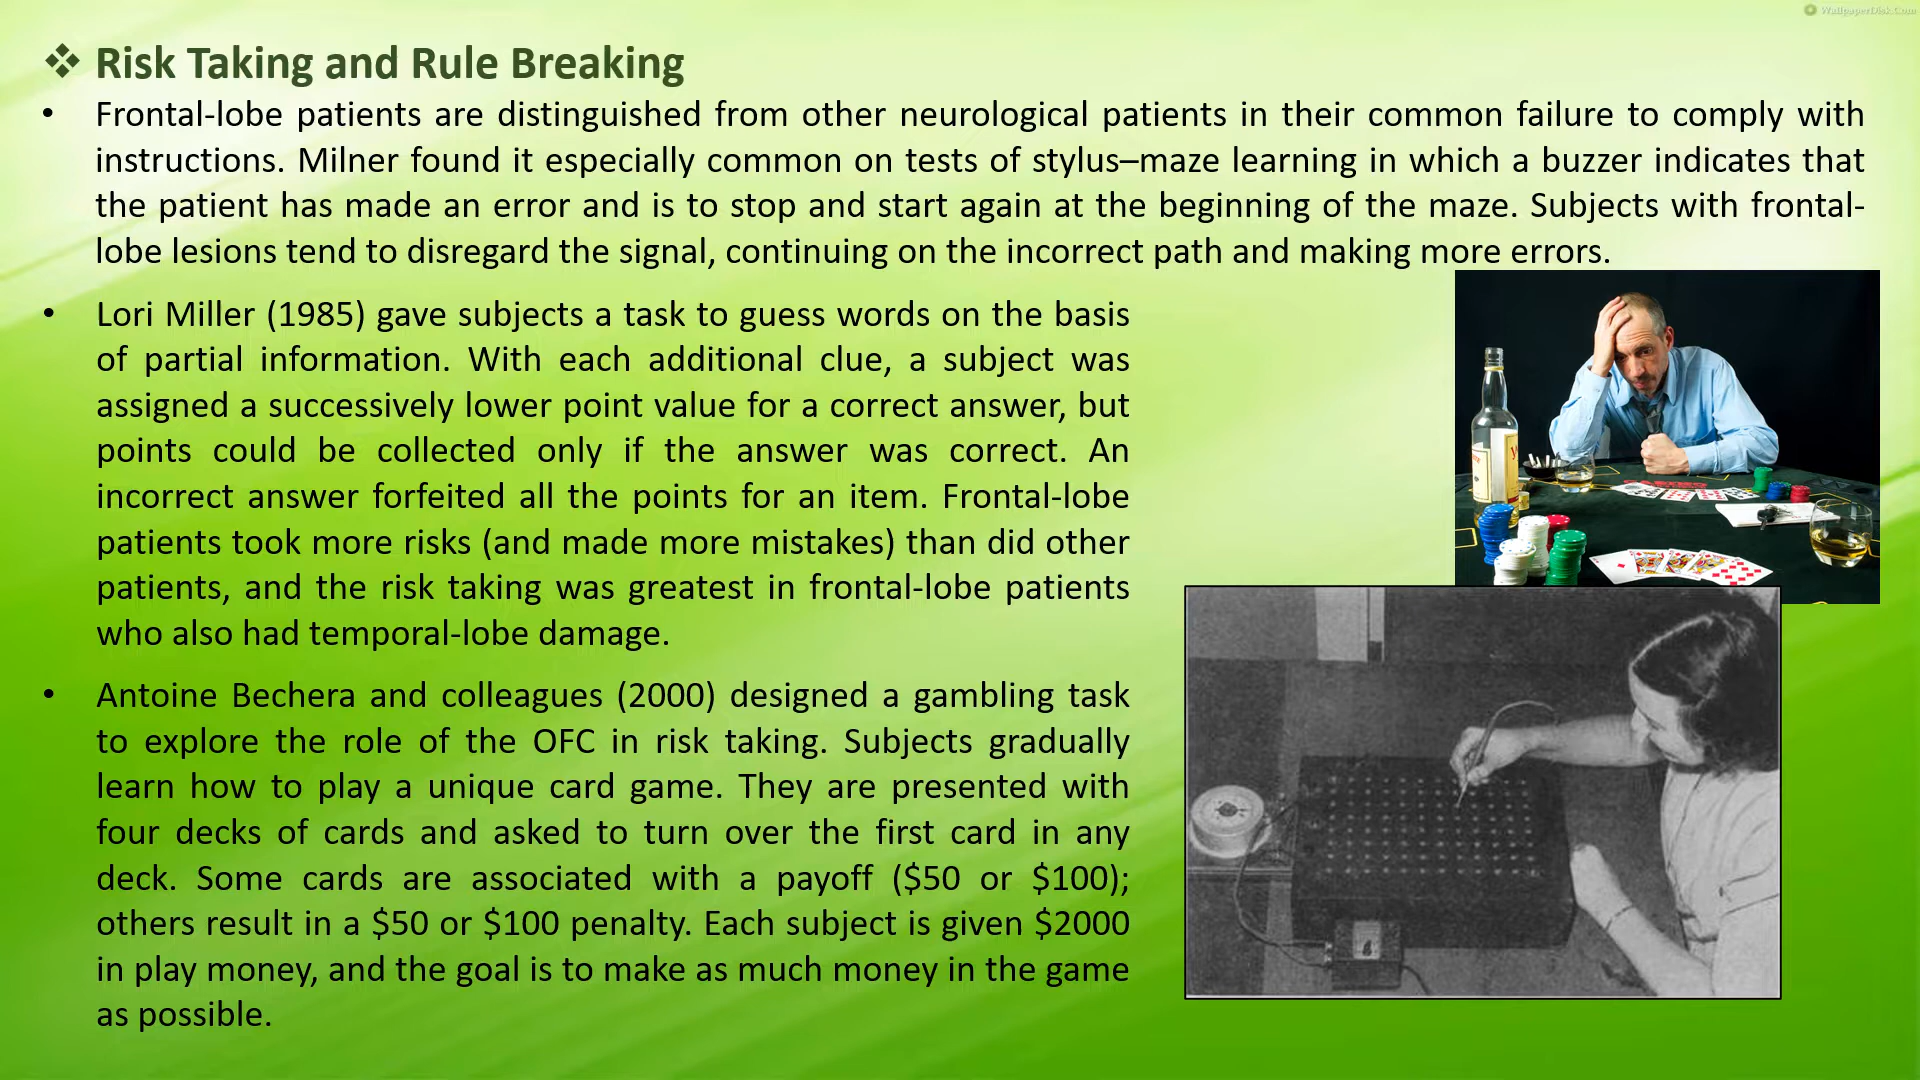 WallpaperDisk.Com
❖ Risk Taking and Rule Breaking
• Frontal-lobe patients are distinguished from other neurological patients in their common failure to comply with
instructions. Milner found it especially common on tests of stylus–maze learning in which a buzzer indicates that
the patient has made an error and is to stop and start again at the beginning of the maze. Subjects with frontal-
lobe lesions tend to disregard the signal, continuing on the incorrect path and making more errors.
• Lori Miller (1985) gave subjects a task to guess words on the basis
of partial information. With each additional clue, a subject was
assigned a successively lower point value for a correct answer, but
points could be collected only if the answer was correct. An
incorrect answer forfeited all the points for an item. Frontal-lobe
patients took more risks (and made more mistakes) than did other
patients, and the risk taking was greatest in frontal-lobe patients
who also had temporal-lobe damage.
• Antoine Bechera and colleagues (2000) designed a gambling task
to explore the role of the OFC in risk taking. Subjects gradually
learn how to play a unique card game. They are presented with
four decks of cards and asked to turn over the first card in any
deck. Some cards are associated with a payoff ($50 or $100);
others result in a $50 or $100 penalty. Each subject is given $2000
in play money, and the goal is to make as much money in the game
as possible.